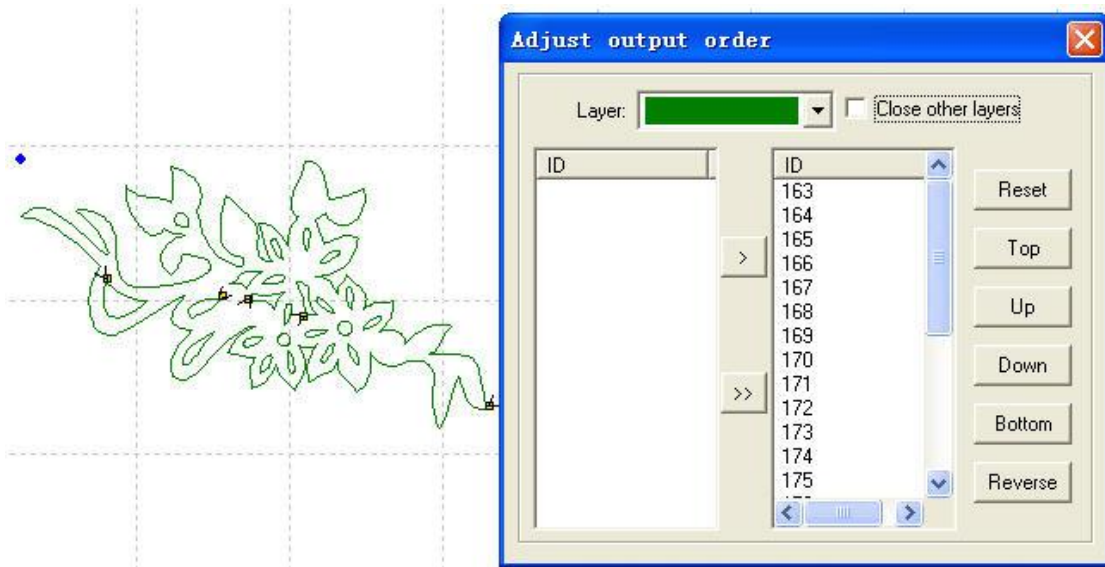 Adjust output order
Layer:
Close other layers
ID
ID
163
164
165
166
167
168
169
170
171
172
173
174
175
>
>>
Reset
Top
Up
Down
Bottom
Reverse